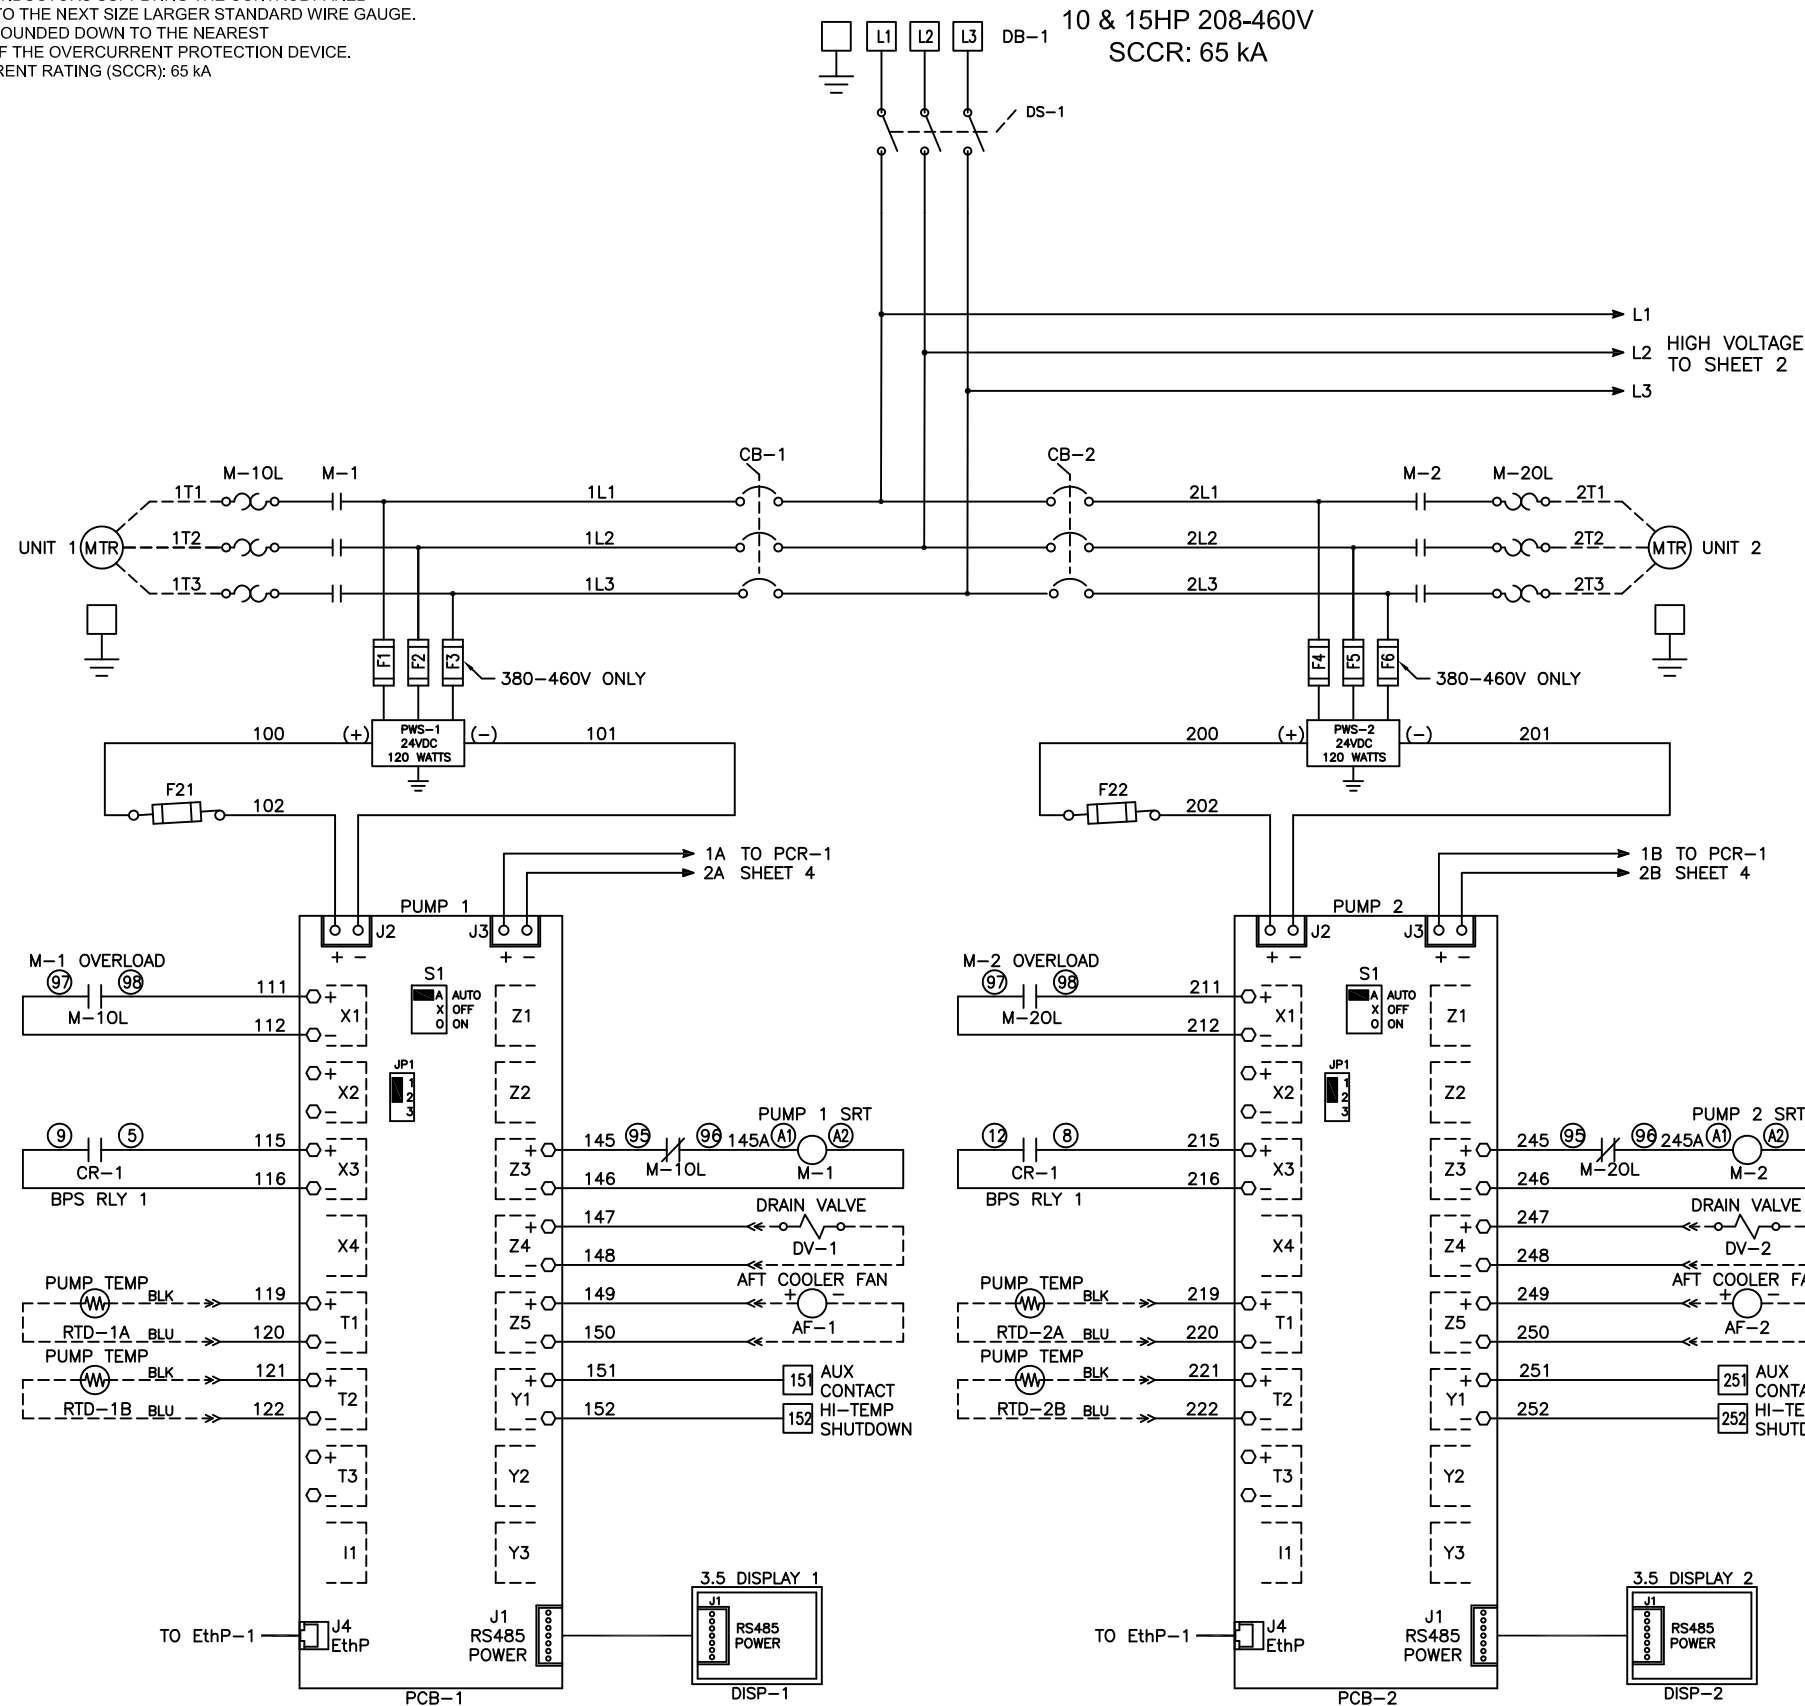 TO THE NEXT SIZE LARGER STANDARD WIRE GAUGE.
OUNDED DOWN TO THE NEAREST
F THE OVERCURRENT PROTECTION DEVICE.
RENT RATING (SCCR): 65 kA
10 & 15HP 208-460V
SCCR: 65 kA
L1 L2 L3 DB-1
DS-1
L1
L2 HIGH VOLTAGE
TO SHEET 2
L3
CB-1 CB-2
M-1OL M-1 M-2 M-2OL
1T1 1L1 2L1 2T1
UNIT 1 MTR 1T2 1L2 2L2 2T2 MTR UNIT 2
1T3 1L3 2L3 2T3
F1 F2 F3 380-460V ONLY
F4 F5 F6 380-460V ONLY
100 (+) PWS-1 (-) 101
24VDC
120 WATTS
200 (+) PWS-2 (-) 201
24VDC
120 WATTS
F21 102
F22 202
1A TO PCR-1
2A SHEET 4
1B TO PCR-1
2B SHEET 4
PUMP 1
J2 J3
+ - + -
M-1 OVERLOAD
97 98 111 +
M-1OL X1
112 -
S1
A AUTO
X OFF
O ON
Z1
JP1
1
2
3
+
X2
-
Z2
9 5 115 +
CR-1 X3
116 -
BPS RLY 1
PUMP 1 SRT
+ 145 95 96 145A A1 A2
Z3 M-1OL M-1
- 146
X4
DRAIN VALVE
+ 147
Z4 DV-1
- 148
PUMP TEMP
BLK 119 +
T1
RTD-1A BLU 120 -
AFT COOLER FAN
+ 149 + -
Z5 AF-1
- 150
PUMP TEMP
BLK 121 +
T2
RTD-1B BLU 122 -
+ 151 151 AUX
CONTACT
Y1
- 152 152 HI-TEMP
SHUTDOWN
+
T3
-
Y2
I1 Y3
TO EthP-1 J4
EthP
J1
RS485
POWER
3.5 DISPLAY 1
J1
RS485
POWER
DISP-1
PCB-1
PUMP 2
J2 J3
+ - + -
M-2 OVERLOAD
97 98 211 +
M-2OL X1
212 -
S1
A AUTO
X OFF
O ON
Z1
JP1
1
2
3
+
X2
-
Z2
12 8 215 +
CR-1 X3
216 -
BPS RLY 1
PUMP 2 SRT
+ 245 95 96 245A A1 A2
Z3 M-2OL M-2
- 246
X4
DRAIN VALVE
+ 247
Z4 DV-2
- 248
PUMP TEMP
BLK 219 +
T1
RTD-2A BLU 220 -
AFT COOLER FA
+ 249 + -
Z5 AF-2
- 250
PUMP TEMP
BLK 221 +
T2
RTD-2B BLU 222 -
+ 251 251 AUX
CONTA
Y1
- 252 252 HI-TE
SHUTD
+
T3
-
Y2
I1 Y3
TO EthP-1 J4
EthP
J1
RS485
POWER
3.5 DISPLAY 2
J1
RS485
POWER
DISP-2
PCB-2